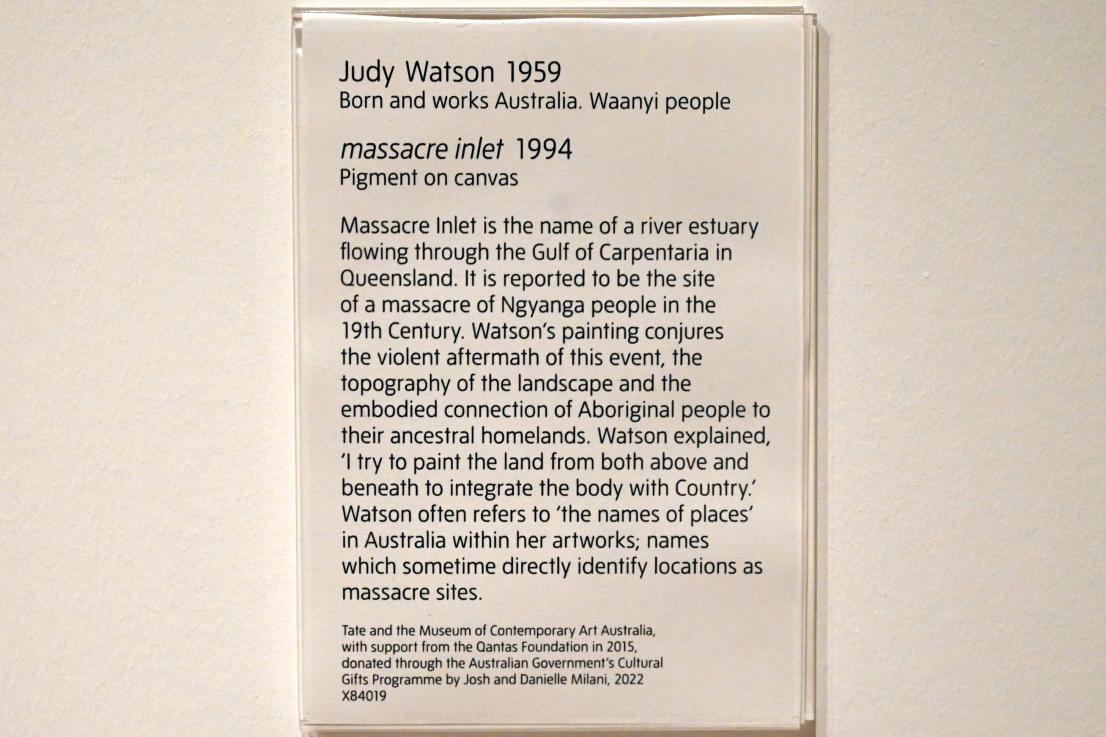 Judy Watson 1959
Born and works Australia. Waanyi people
massacre inlet 1994
Pigment on canvas
Massacre Inlet is the name of a river estuary
flowing through the Gulf of Carpentaria in
Queensland. It is reported to be the site
of a massacre of Ngyanga people in the
19th Century. Watson's painting conjures
the violent aftermath of this event, the
topography of the landscape and the
embodied connection of Aboriginal people to
their ancestral homelands. Watson explained,
'I try to paint the land from both above and
beneath to integrate the body with Country.'
Watson often refers to 'the names of places'
in Australia within her artworks; names
which sometime directly identify locations as
massacre sites.
Tate and the Museum of Contemporary Art Australia,
with support from the Qantas Foundation in 2015,
donated through the Australian Government's Cultural
Gifts Programme by Josh and Danielle Milani, 2022
X84019